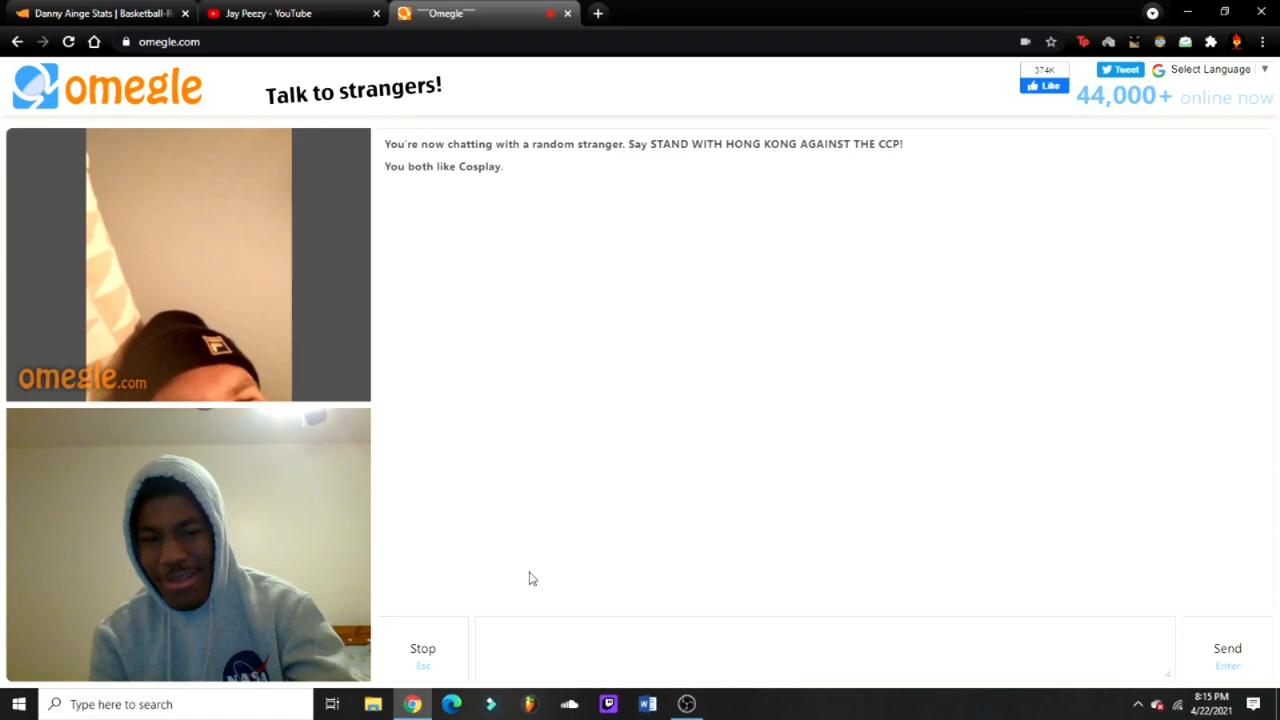 Danny Ainge Stats | Basketball-R
Jay Peezy - YouTube
Omegle
omegle.com
omegle
Talk to strangers!
374K
Like
Tweet
Select Language
44,000+ online now
You're now chatting with a random stranger. Say STAND WITH HONG KONG AGAINST THE CCP!
You both like Cosplay.
omegle.com
F
NASA
Stop
Esc
Send
Enter
Type here to search
8:15 PM
4/22/2021